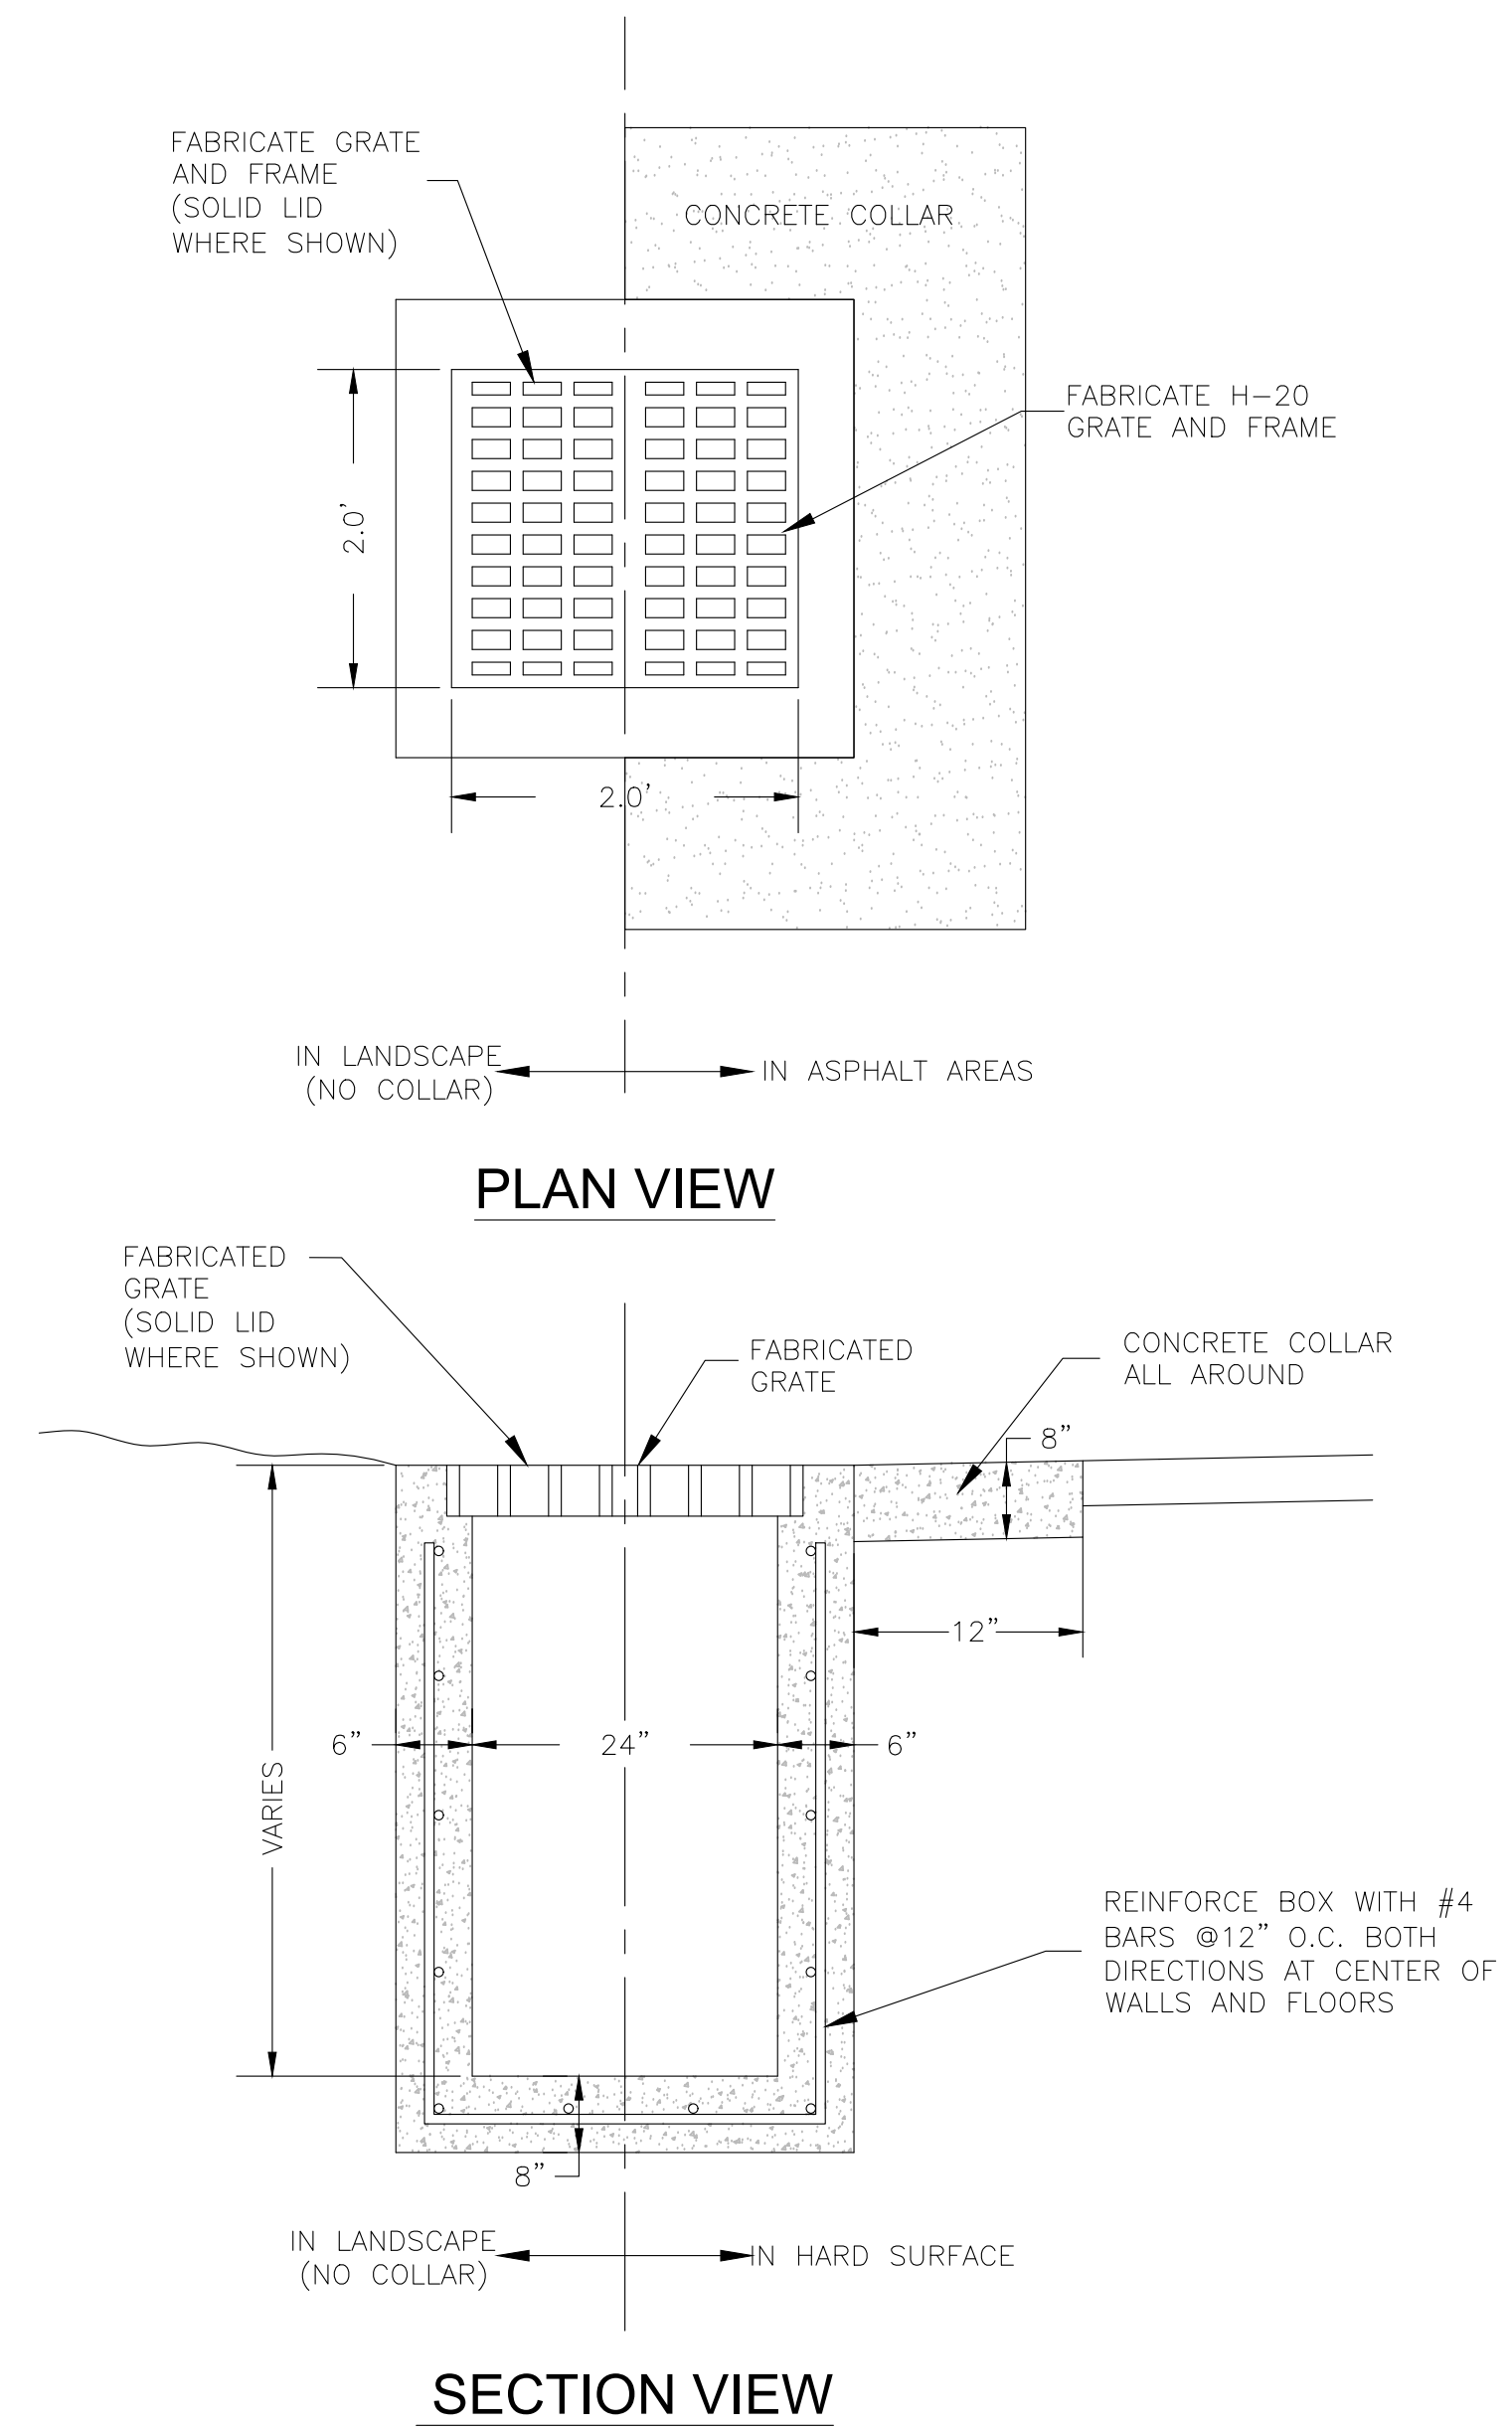 FABRICATE GRATE
AND FRAME
(SOLID LID
WHERE SHOWN)
CONCRETE COLLAR
FABRICATE H-20
GRATE AND FRAME
2.0'
2.0'
IN LANDSCAPE
(NO COLLAR)
IN ASPHALT AREAS
PLAN VIEW
FABRICATED
GRATE
(SOLID LID
WHERE SHOWN)
FABRICATED
GRATE
CONCRETE COLLAR
ALL AROUND
8"
12"
6"
24"
6"
VARIES
REINFORCE BOX WITH #4
BARS @12" O.C. BOTH
DIRECTIONS AT CENTER OF
WALLS AND FLOORS
8"
IN LANDSCAPE
(NO COLLAR)
IN HARD SURFACE
SECTION VIEW